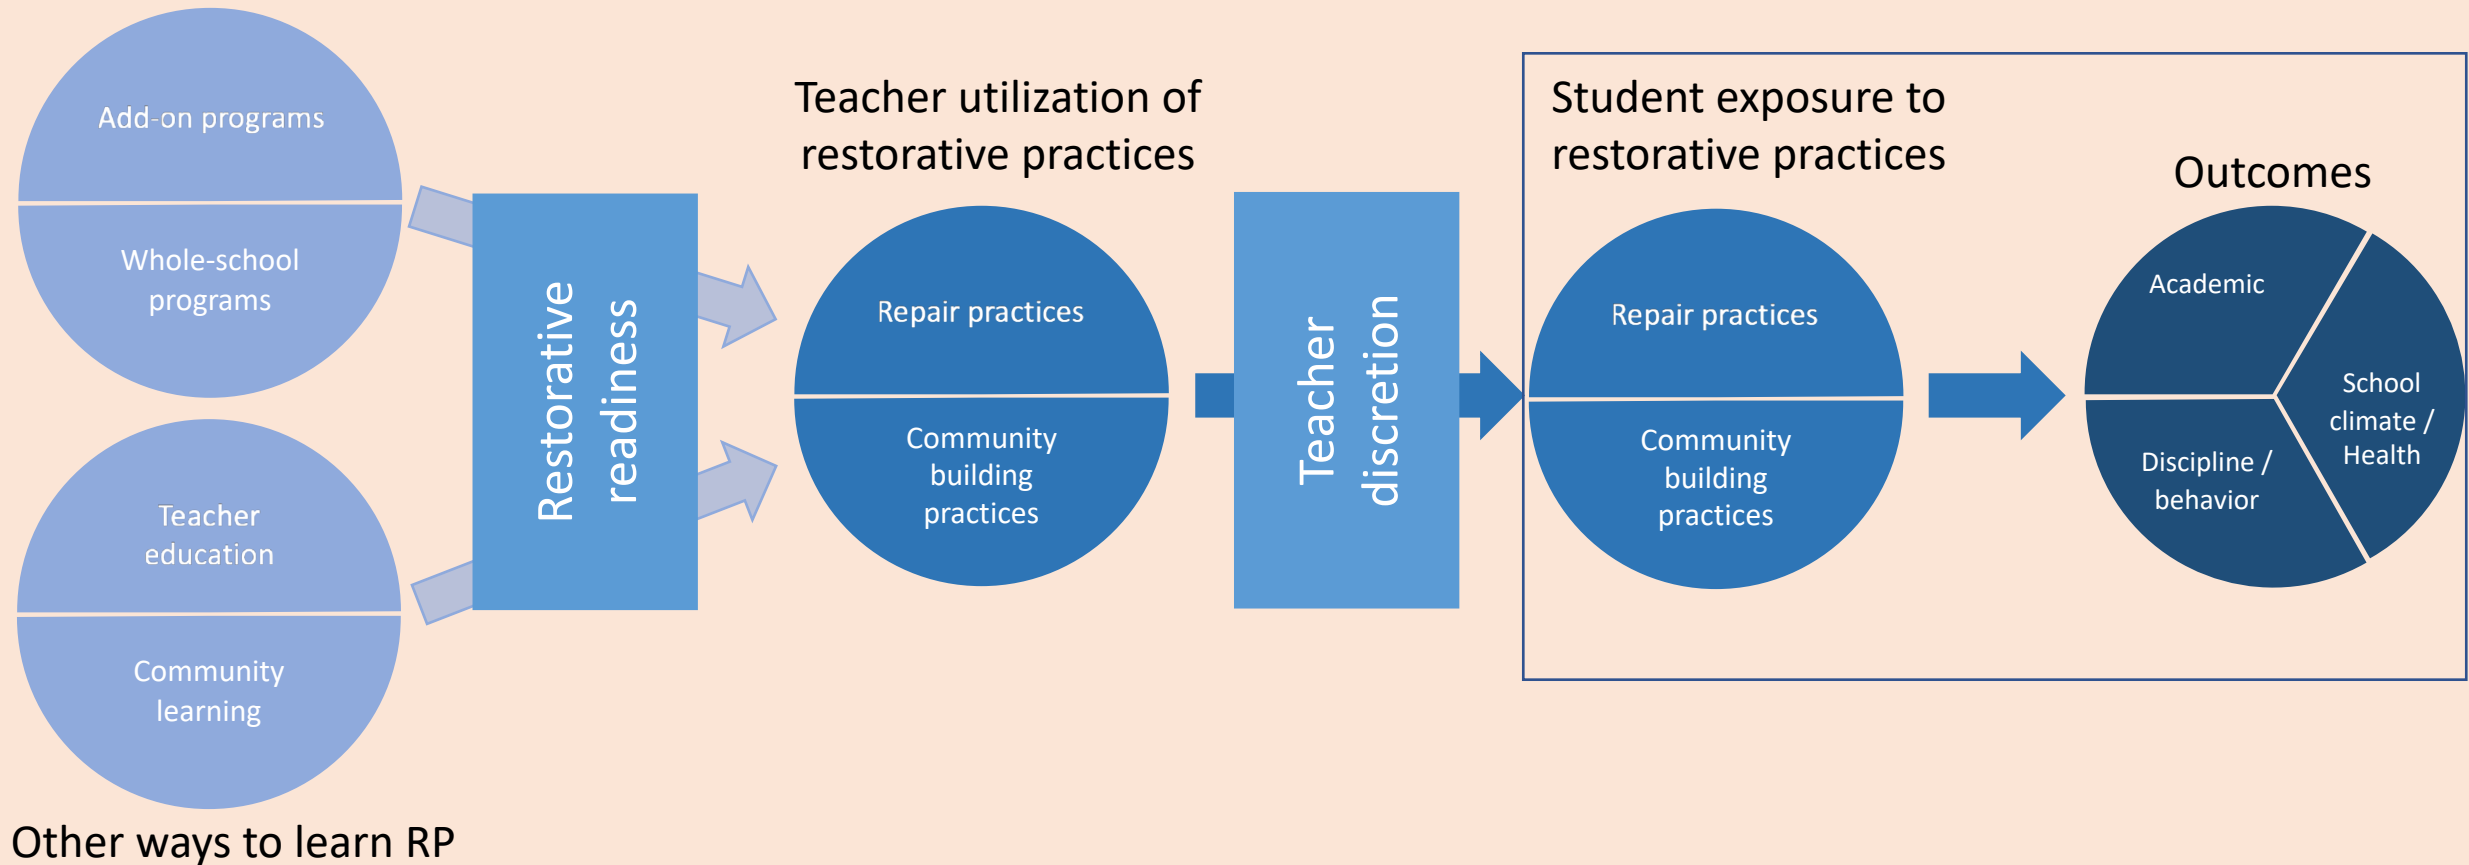 Add-on programs
Whole-school
programs
Teacher
education
Community
learning
Other ways to learn RP
Restorative
readiness
Teacher utilization of
restorative practices
Repair practices
Community
building
practices
Teacher
discretion
Student exposure to
restorative practices
Repair practices
Community
building
practices
Outcomes
Academic
School
climate /
Health
Discipline /
behavior